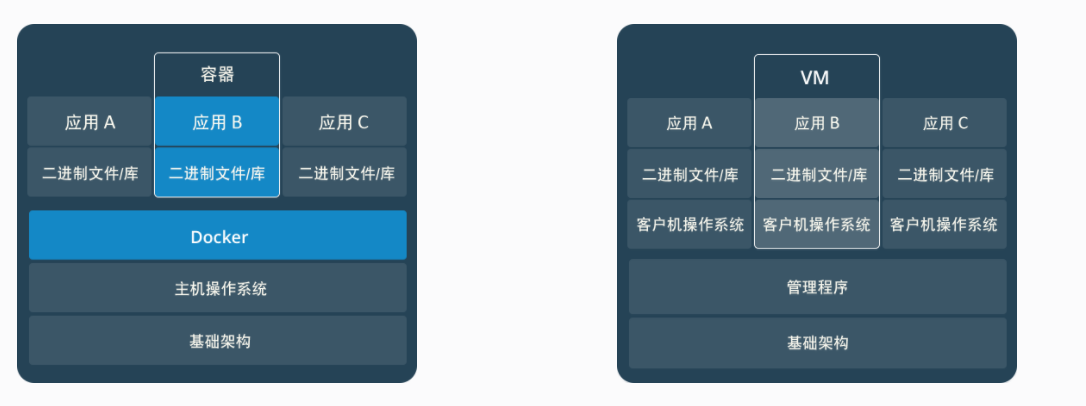 容器
应用 A
应用 B
应用 C
二进制文件/库
二进制文件/库
二进制文件/库
Docker
主机操作系统
基础架构
VM
应用 A
应用 B
应用 C
二进制文件/库
二进制文件/库
二进制文件/库
客户机操作系统
客户机操作系统
客户机操作系统
管理程序
基础架构